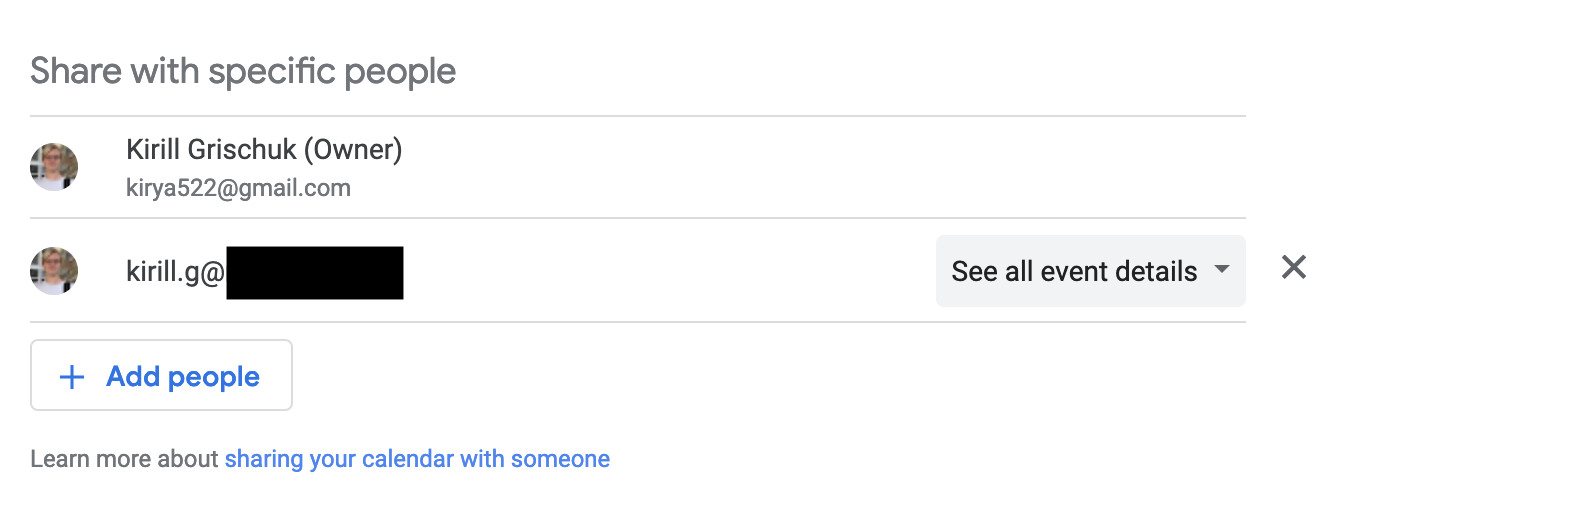 Share with specific people
Kirill Grischuk (Owner)
kirya522@gmail.com
kirill.g@
See all event details
Add people
Learn more about sharing your calendar with someone